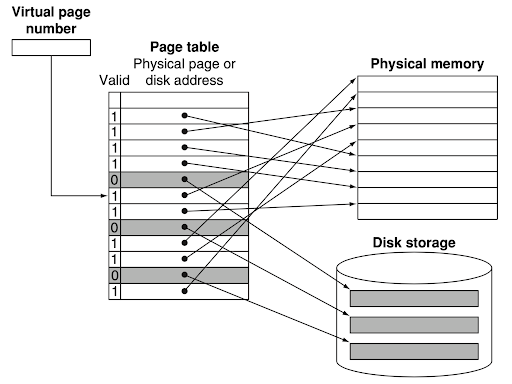 Virtual page
number
Page table
Physical page or
Valid disk address
Physical memory
1
1
1
1
0
1
1
0
1
1
0
1
Disk storage